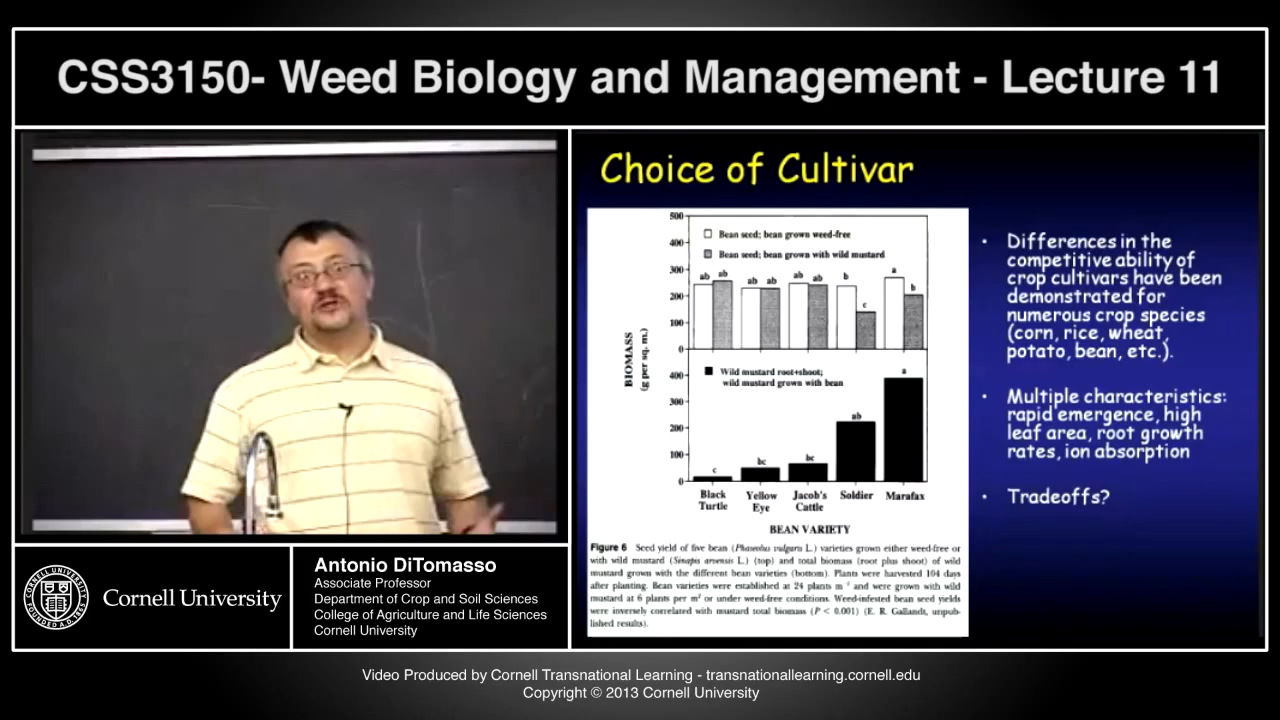 CSS3150- Weed Biology and Management - Lecture 11
Choice of Cultivar
500
400
300
200
100
0
Bean seed; bean grown weed-free
Bean seed; bean grown with wild mustard
ab ab ab ab ab ab b c a b
BIOMASS
(g per sq. m.)
400
300
200
100
0
Wild mustard root+shoot;
wild mustard grown with bean
c bc bc ab a
Black Turtle
Yellow Eye
Jacob's Cattle
Soldier
Marafax
BEAN VARIETY
Figure 6 Seed yield of five bean (Phaseolus vulgaris L.) varieties grown either weed-free or
with wild mustard (Sinapis arvensis L.) (top) and total biomass (root plus shoot) of wild
mustard grown with the different bean varieties (bottom). Plants were harvested 104 days
after planting. Bean varieties were established at 24 plants m⁻² and were grown with wild
mustard at 6 plants per m² or under weed-free conditions. Weed-infested bean seed yields
were inversely correlated with mustard total biomass (P < 0.001) (E. R. Gallandt, unpub-
lished results).
• Differences in the
competitive ability of
crop cultivars have been
demonstrated for
numerous crop species
(corn, rice, wheat,
potato, bean, etc.).
• Multiple characteristics:
rapid emergence, high
leaf area, root growth
rates, ion absorption
• Tradeoffs?
Cornell University
Antonio DiTomasso
Associate Professor
Department of Crop and Soil Sciences
College of Agriculture and Life Sciences
Cornell University
Video Produced by Cornell Transnational Learning - transnationallearning.cornell.edu
Copyright © 2013 Cornell University